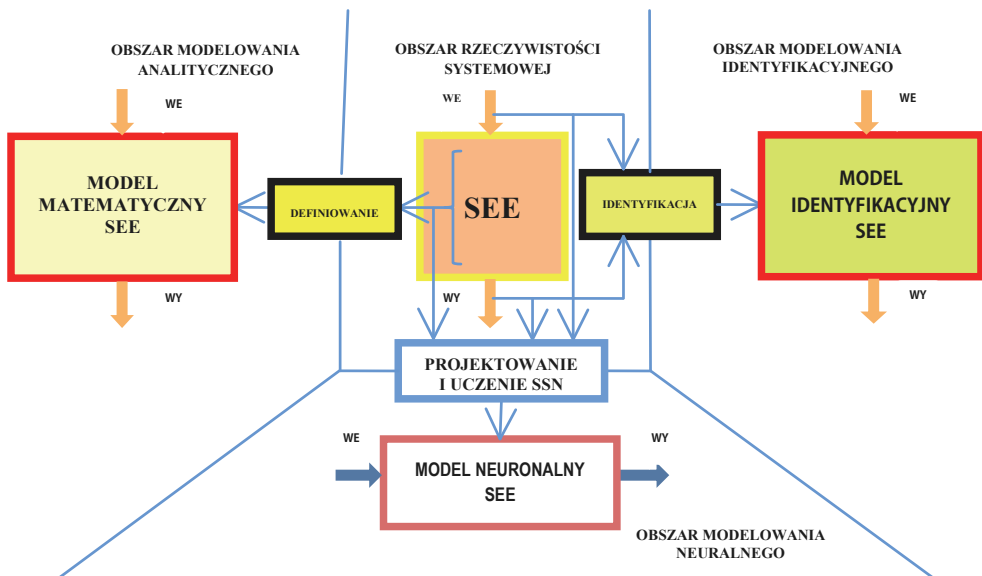 OBSZAR MODELOWANIA
ANALITYCZNEGO
OBSZAR RZECZYWISTOŚCI
SYSTEMOWEJ
OBSZAR MODELOWANIA
IDENTYFIKACYJNEGO
WE
WE
WE
MODEL
MATEMATYCZNY
SEE
DEFINIOWANIE
SEE
IDENTYFIKACJA
MODEL
IDENTYFIKACYJNY
SEE
WY
WY
WY
PROJEKTOWANIE
I UCZENIE SSN
WE
WY
MODEL NEURONALNY
SEE
OBSZAR MODELOWANIA
NEURALNEGO